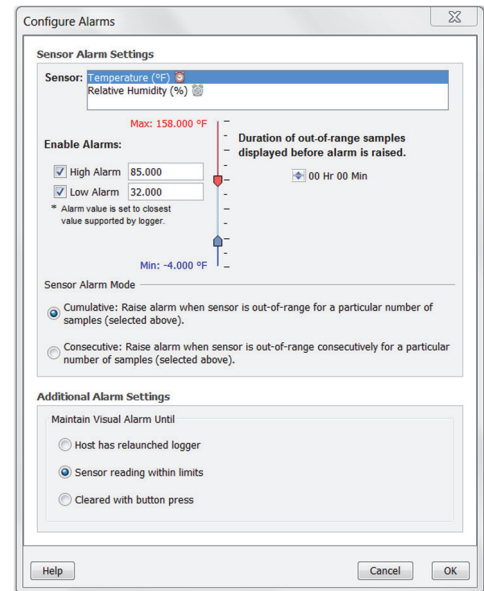 Configure Alarms
Sensor Alarm Settings
Sensor: Temperature (°F)
Relative Humidity (%)
Max: 158.000 °F
Duration of out-of-range samples
displayed before alarm is raised.
Enable Alarms:
High Alarm 85.000
00 Hr 00 Min
Low Alarm 32.000
* Alarm value is set to closest
value supported by logger.
Min: -4.000 °F
Sensor Alarm Mode
Cumulative: Raise alarm when sensor is out-of-range for a particular number of
samples (selected above).
Consecutive: Raise alarm when sensor is out-of-range consecutively for a particular
number of samples (selected above).
Additional Alarm Settings
Maintain Visual Alarm Until
Host has relaunched logger
Sensor reading within limits
Cleared with button press
Help Cancel OK